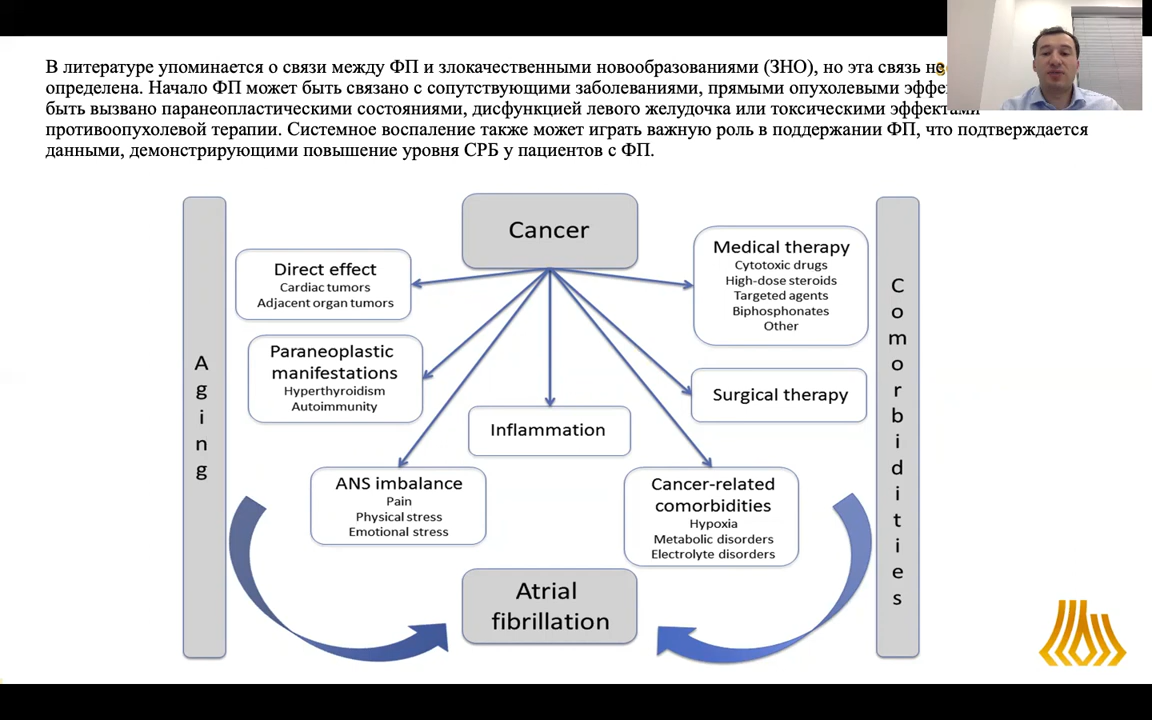 В литературе упоминается о связи между ФП и злокачественными новообразованиями (ЗНО), но эта связь не
определена. Начало ФП может быть связано с сопутствующими заболеваниями, прямыми опухолевыми
быть вызвано паранеопластическими состояниями, дисфункцией левого желудочка или токсическими эффектами
противоопухолевой терапии. Системное воспаление также может играть важную роль в поддержании ФП, что подтверждается
данными, демонстрирующими повышение уровня СРБ у пациентов с ФП.
Cancer
Direct effect
Cardiac tumors
Adjacent organ tumors
Medical therapy
Cytotoxic drugs
High-dose steroids
Targeted agents
Biphosphonates
Other
Paraneoplastic
manifestations
Hyperthyroidism
Autoimmunity
Surgical therapy
Inflammation
ANS imbalance
Pain
Physical stress
Emotional stress
Cancer-related
comorbidities
Hypoxia
Metabolic disorders
Electrolyte disorders
Aging
Comorbidities
Atrial
fibrillation